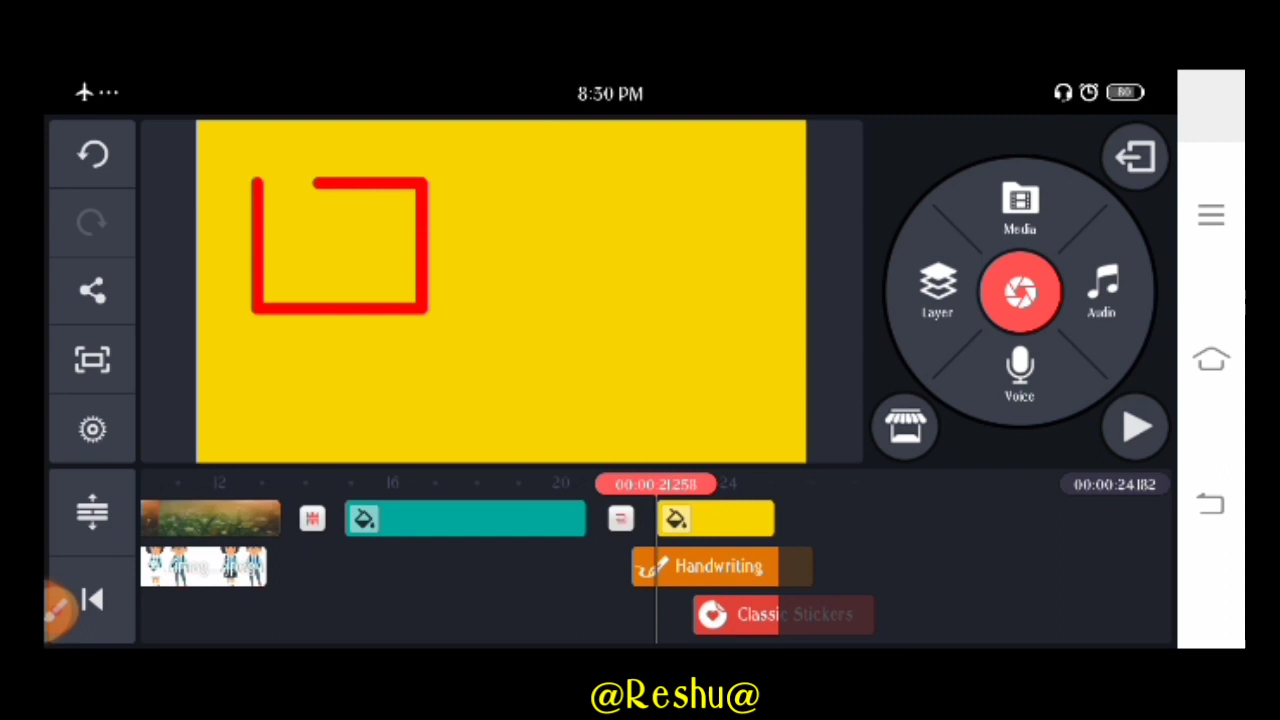 8:30 PM
80
Media
Layer
Audio
Voice
12
16
20
00:00:21258
24
00:00:24182
Handwriting
Classic Stickers
@Reshu@